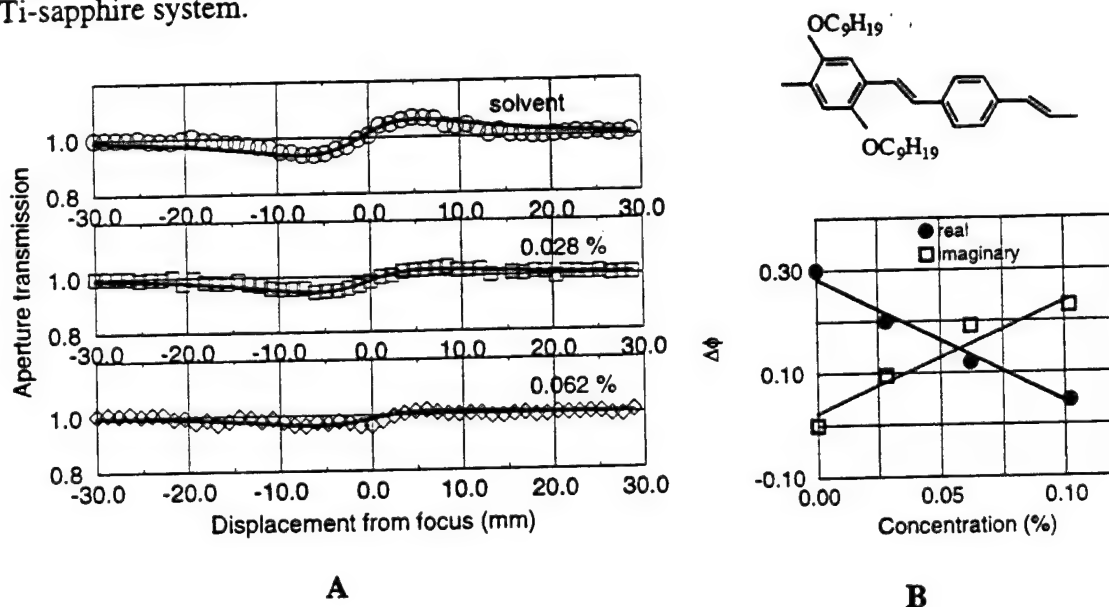 Ti-sapphire system.
OC9H19
OC9H19
solvent
1.0
0.8
-30.0 -20.0 -10.0 0.0 10.0 20.0 30.0
0.028 %
1.0
0.8
-30.0 -20.0 -10.0 0.0 10.0 20.0 30.0
0.062 %
1.0
0.8
-30.0 -20.0 -10.0 0.0 10.0 20.0 30.0
Aperture transmission
Displacement from focus (mm)
A
real
imaginary
0.30
0.10
-0.10
Δϕ
0.00 0.05 0.10
Concentration (%)
B